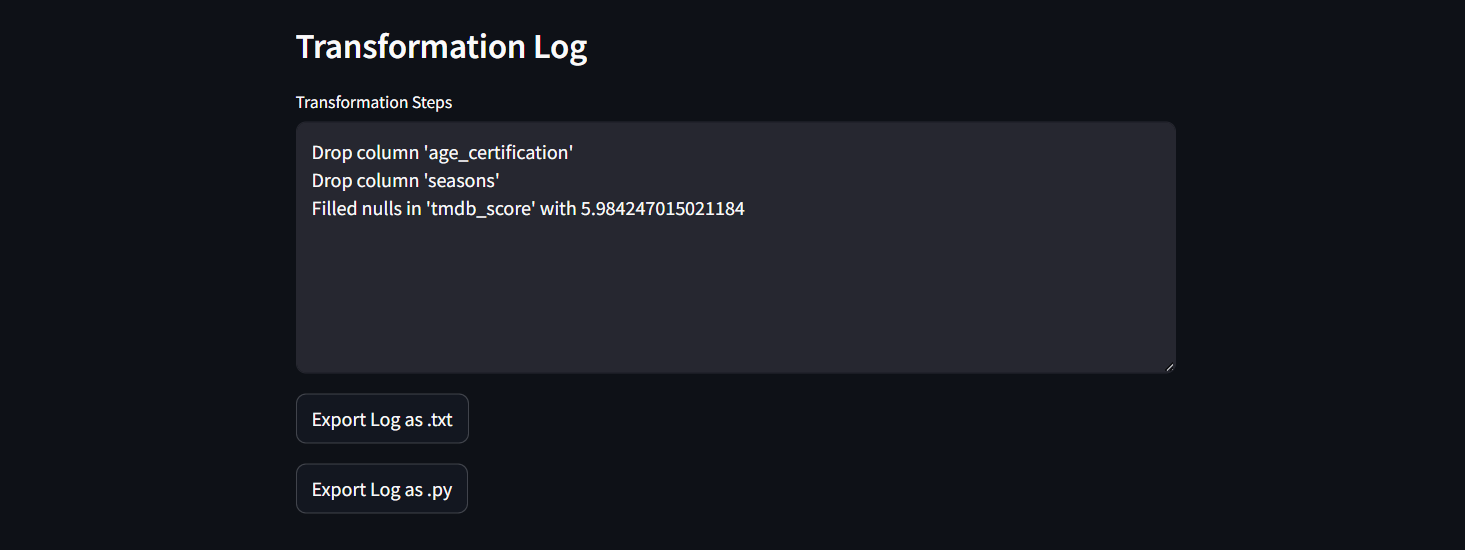 Transformation Log
Transformation Steps
Drop column 'age_certification'
Drop column 'seasons'
Filled nulls in 'tmdb_score' with 5.984247015021184
Export Log as .txt
Export Log as .py